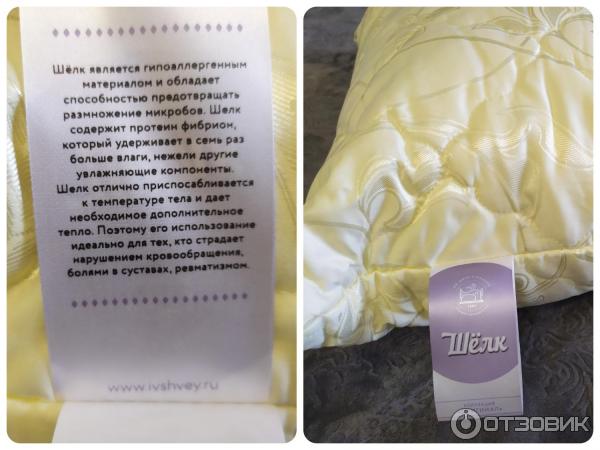 Шёлк является гипоаллергенным
материалом и обладает
способностью предотвращать
размножение микробов. Шелк
содержит протеин фибрион,
который удерживает в семь раз
больше влаги, нежели другие
увлажняющие компоненты.
Шелк отлично приспосабливается
к температуре тела и дает
необходимое дополнительное
тепло. Поэтому его использование
идеально для тех, кто страдает
нарушением кровообращения,
болями в суставах, ревматизмом.
www.ivshvey.ru
Шёлк
КОЛЛЕКЦИЯ
ОТЗОВИК